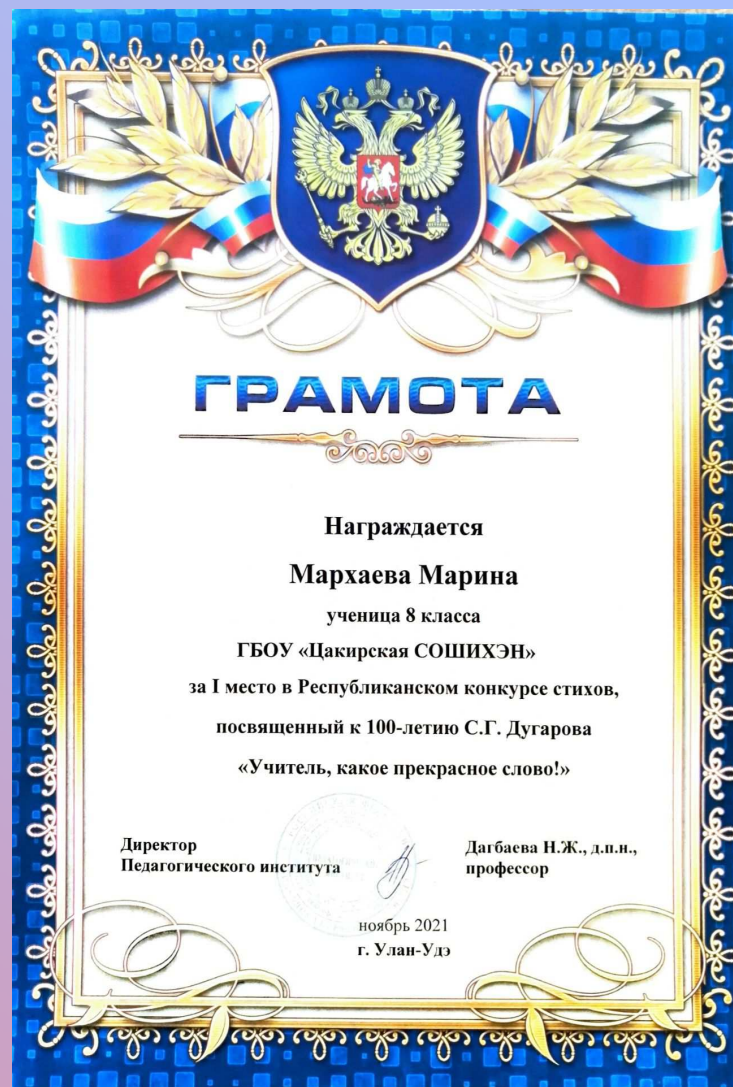 ГРАМОТА
Награждается
Мархаева Марина
ученица 8 класса
ГБОУ «Цакирская СОШИХЭН»
за I место в Республиканском конкурсе стихов,
посвященный к 100-летию С.Г. Дугарова
«Учитель, какое прекрасное слово!»
Директор
Педагогического института
Дагбаева Н.Ж., д.п.н.,
профессор
ноябрь 2021
г. Улан-Удэ